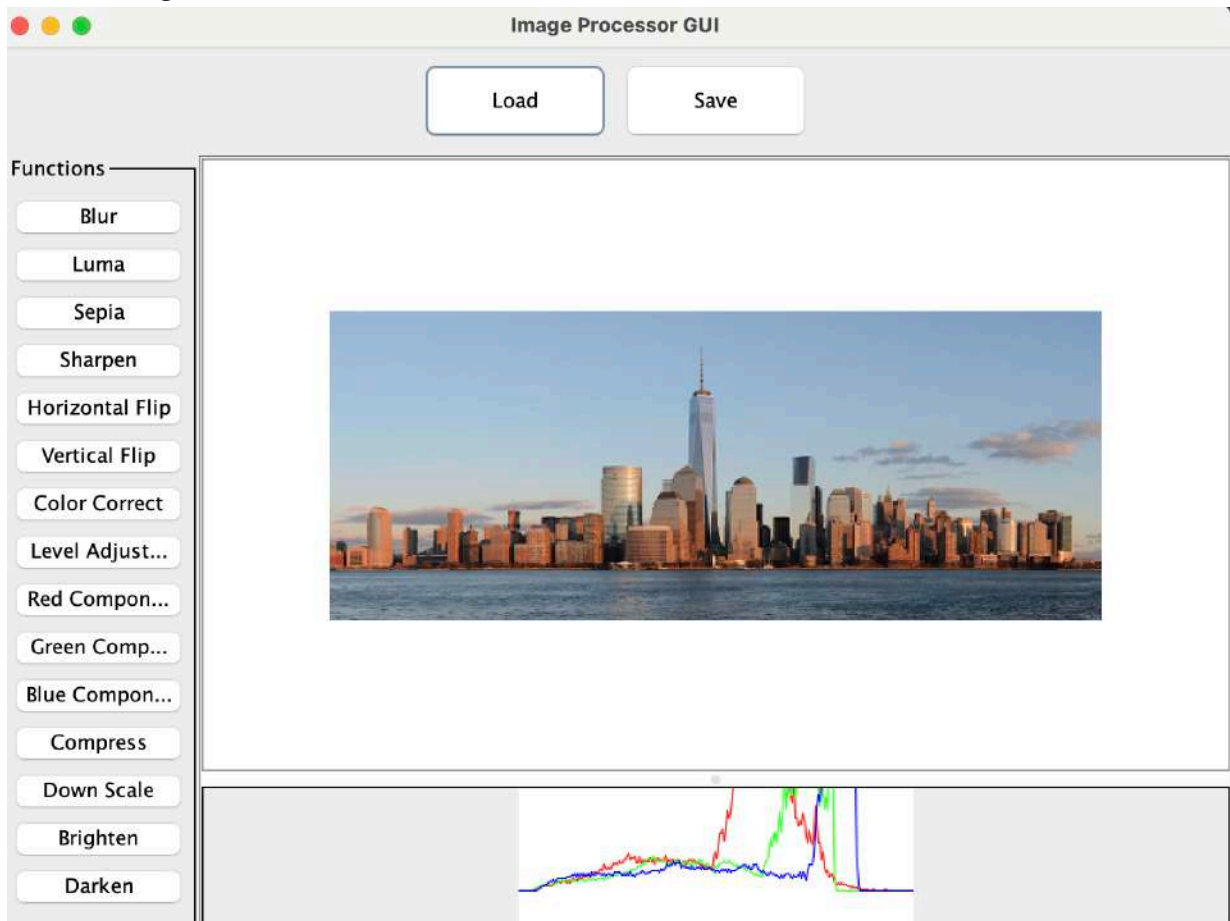 Image Processor GUI
Load
Save
Functions
Blur
Luma
Sepia
Sharpen
Horizontal Flip
Vertical Flip
Color Correct
Level Adjust...
Red Compon...
Green Comp...
Blue Compon...
Compress
Down Scale
Brighten
Darken